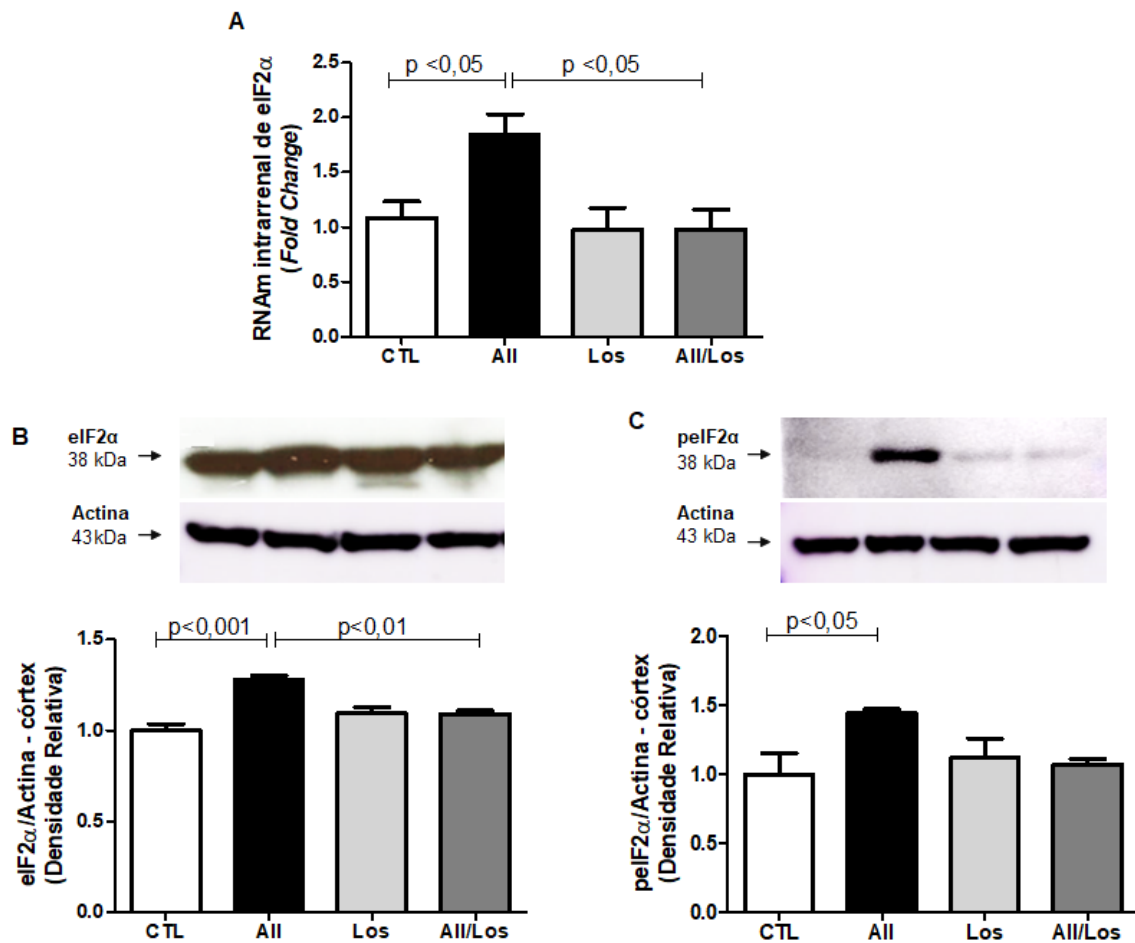 A
RNAm intrarrenal de eIF2α
(Fold Change)
2.5
2.0
1.5
1.0
0.5
0.0
p <0,05
p <0,05
CTL
AII
Los
AII/Los
B
eIF2α
38 kDa
Actina
43kDa
eIF2α/Actina - córtex
(Densidade Relativa)
1.5
1.0
0.5
0.0
p<0,001
p<0,01
CTL
AII
Los
AII/Los
C
peIF2α
38 kDa
Actina
43 kDa
peIF2α/Actina - córtex
(Densidade Relativa)
2.0
1.5
1.0
0.5
0.0
p<0,05
CTL
AII
Los
AII/Los